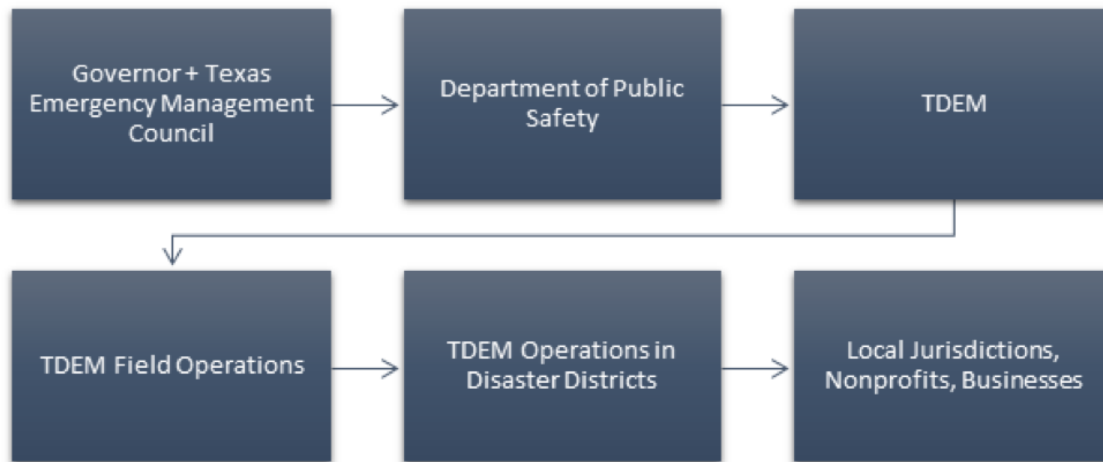 Governor + Texas
Emergency Management
Council
Department of Public
Safety
TDEM
TDEM Field Operations
TDEM Operations in
Disaster Districts
Local Jurisdictions,
Nonprofits, Businesses